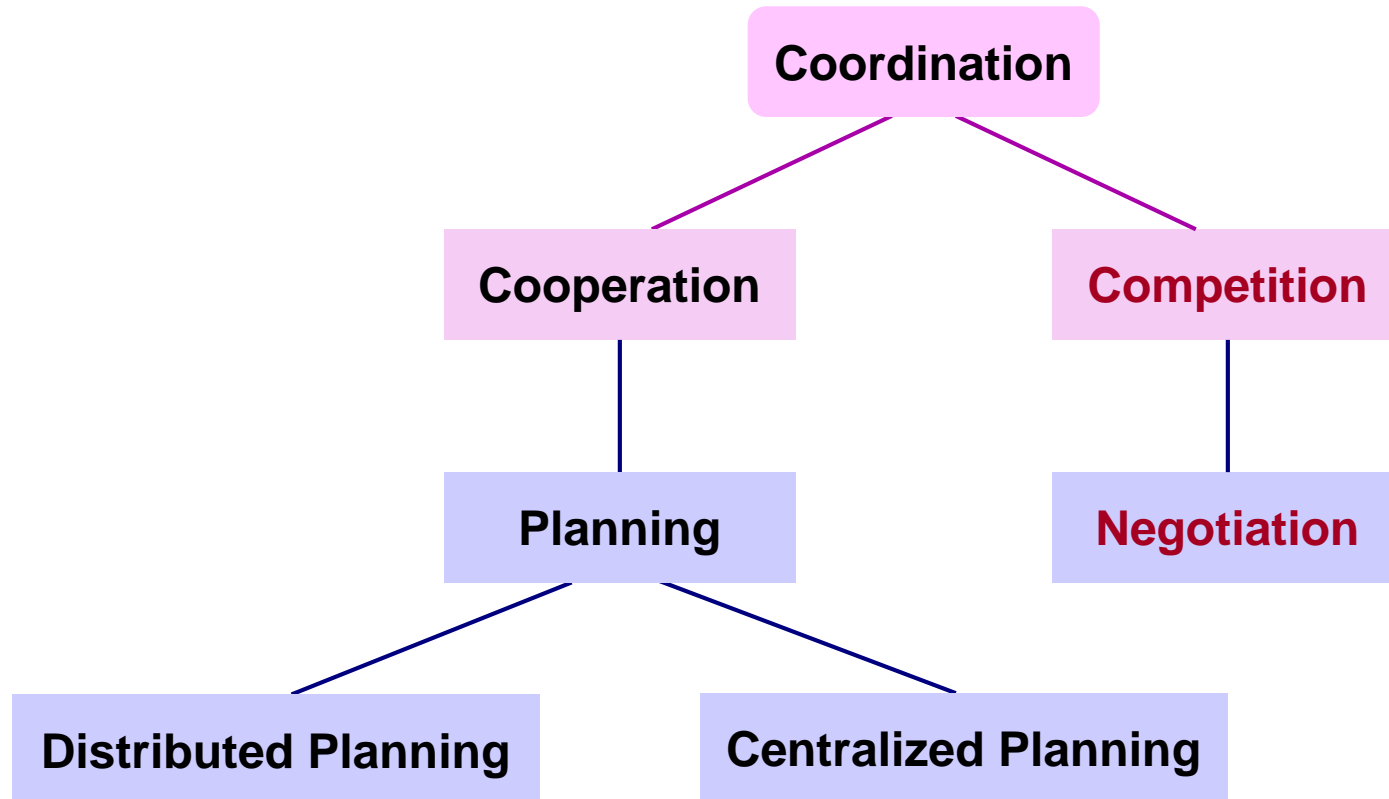 Coordination
Cooperation
Competition
Planning
Negotiation
Distributed Planning
Centralized Planning